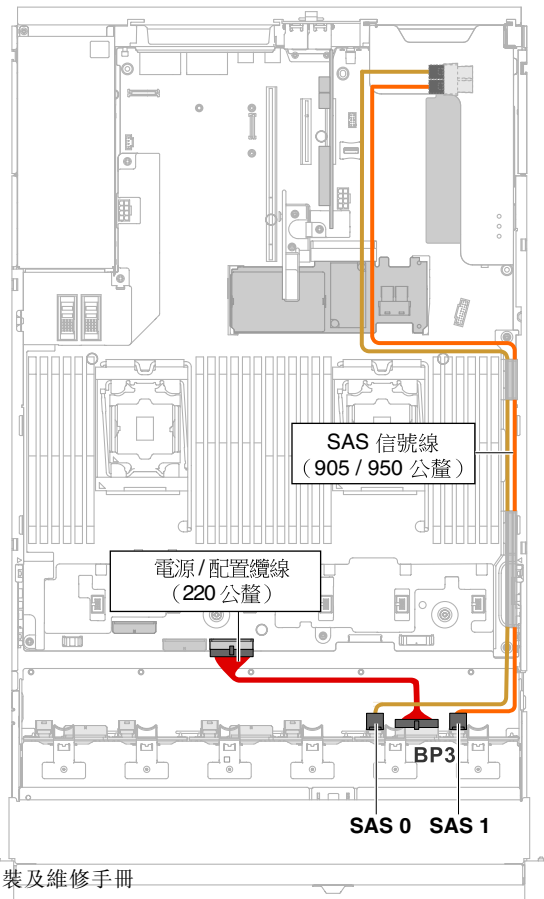 SAS 信號線
（905 / 950 公釐）
電源 / 配置纜線
（220 公釐）
BP3
SAS 0 SAS 1
裝及維修手冊